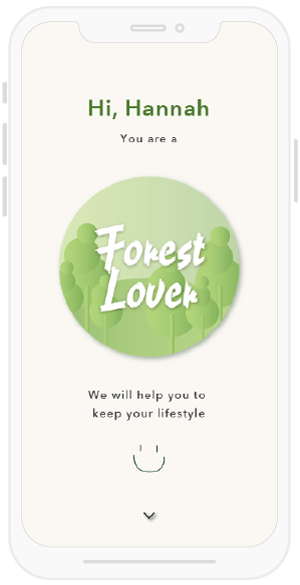 Hi, Hannah
You are a
Forest
Lover
We will help you to
keep your lifestyle